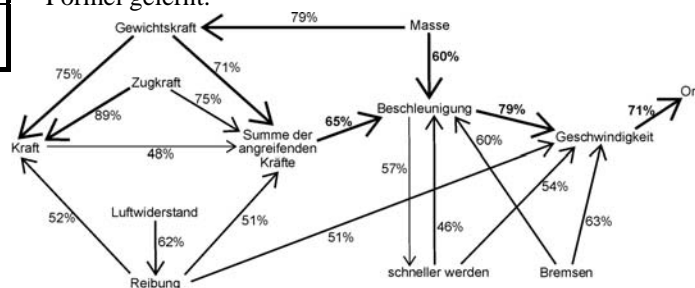 Formel gelernt.
79%
Gewichtskraft
Masse
75%
71%
60%
Zugkraft
89%
75%
Beschleunigung
79%
71%
65%
Kraft
48%
Summe der
angreifenden
Kräfte
60%
Geschwindigkeit
57%
54%
52%
Luftwiderstand
51%
62%
51%
46%
63%
Reibung
schneller werden
Bremsen